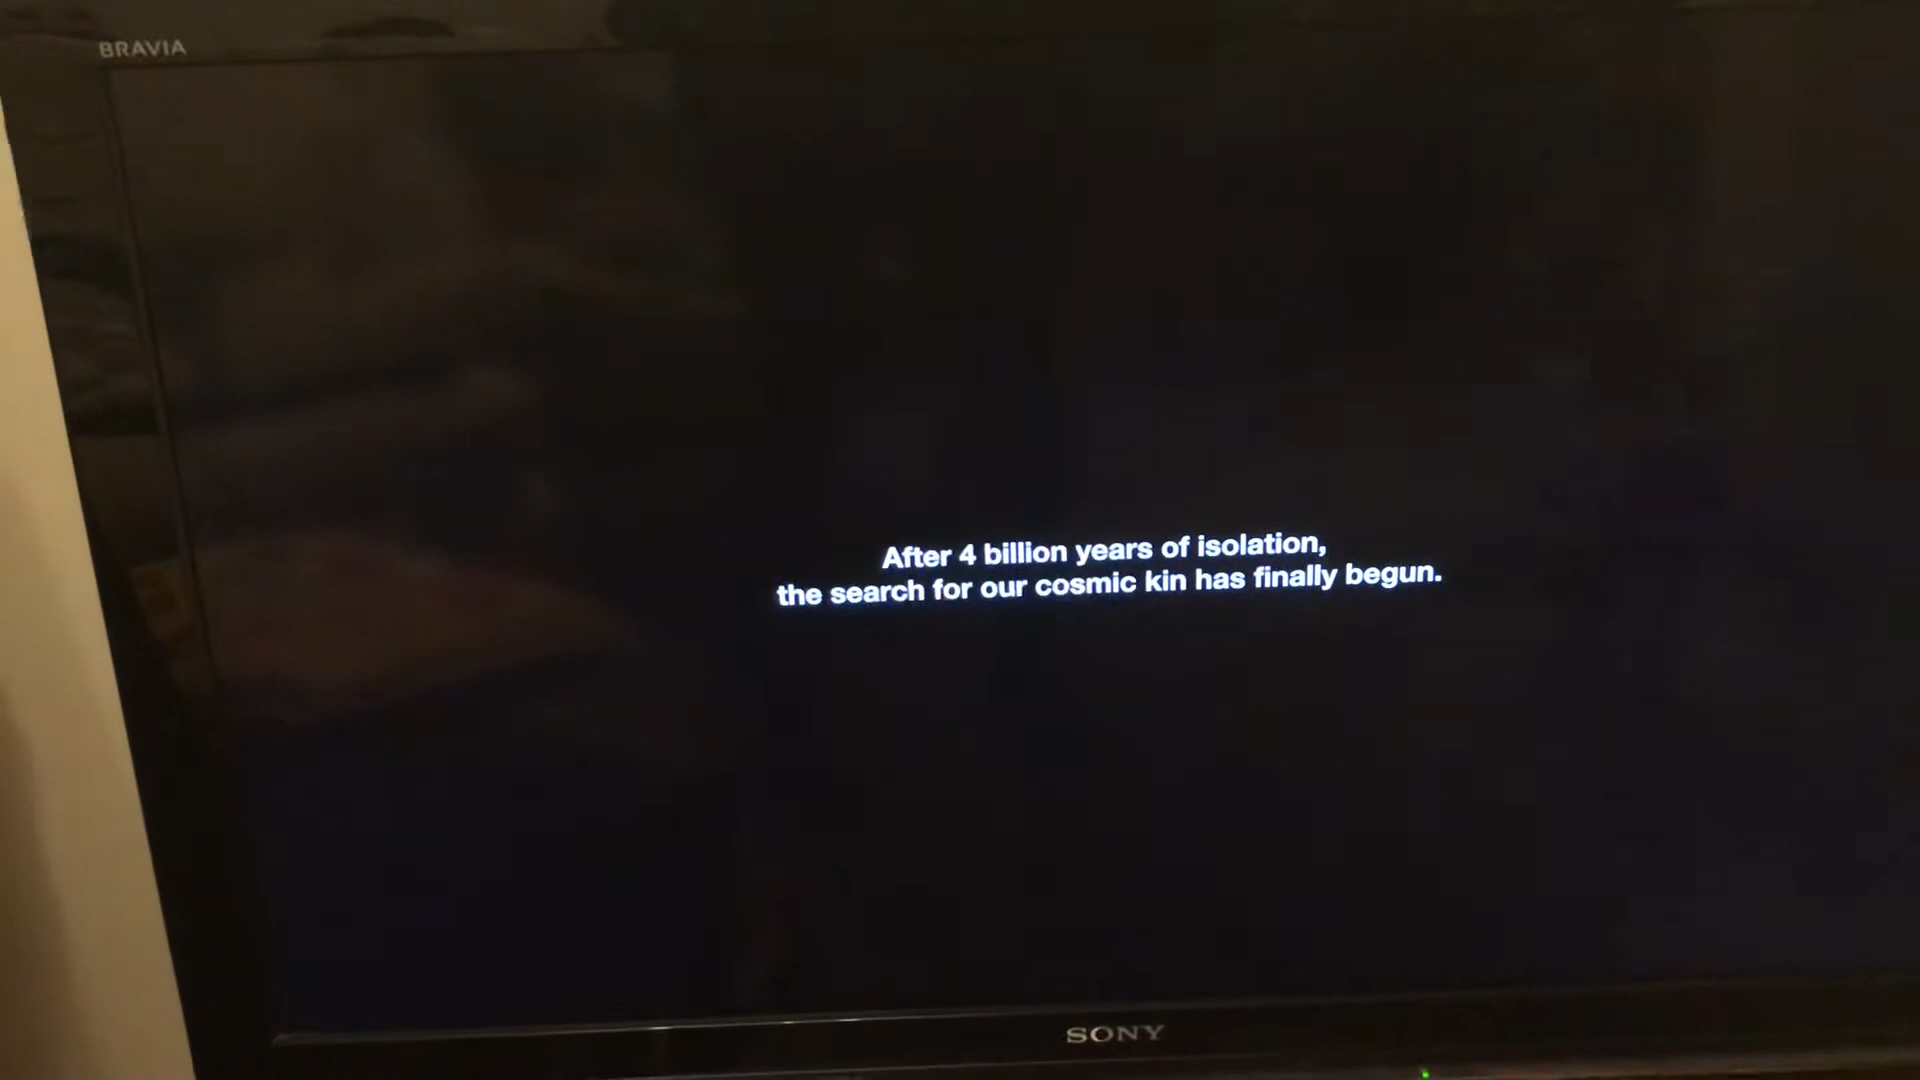 BRAVIA
After 4 billion years of isolation,
the search for our cosmic kin has finally begun.
SONY